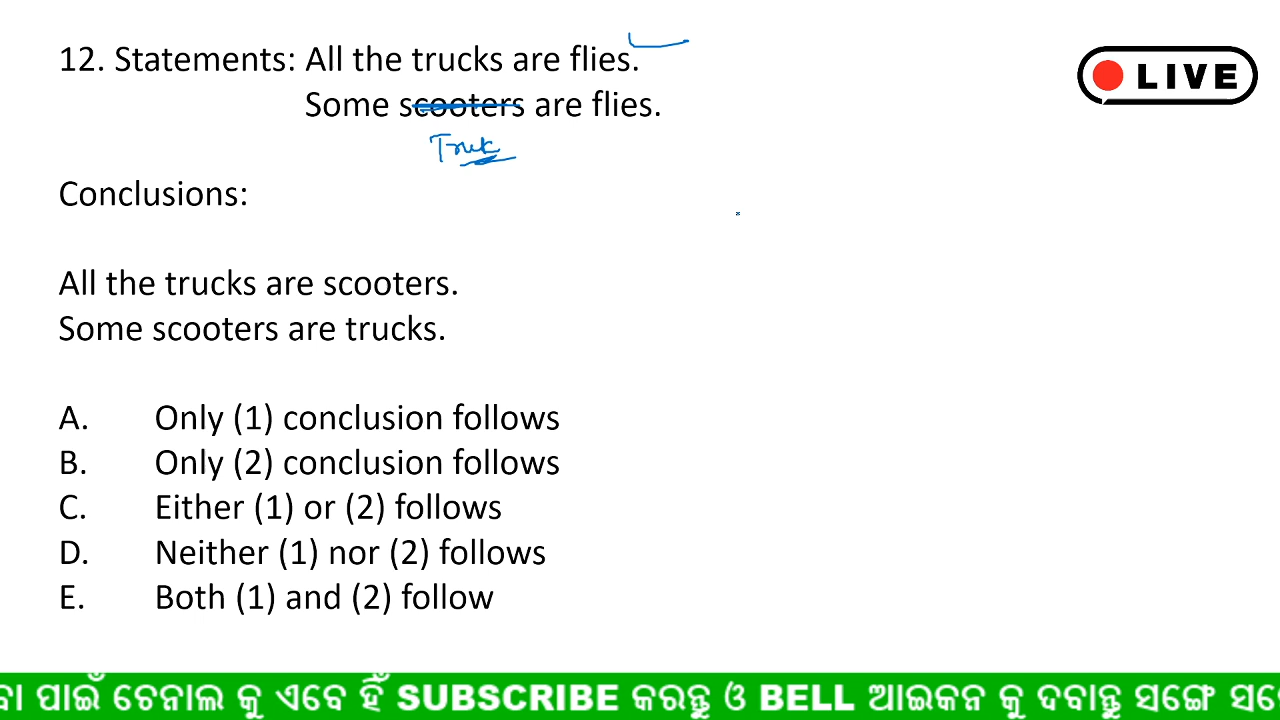 12. Statements: All the trucks are flies.
LIVE
Some scooters are flies.
Truk
Conclusions:
All the trucks are scooters.
Some scooters are trucks.
A. Only (1) conclusion follows
B. Only (2) conclusion follows
C. Either (1) or (2) follows
D. Neither (1) nor (2) follows
E. Both (1) and (2) follow
ବା ପାଇଁ ଚେନାଲ କୁ ଏବେ ହିଁ SUBSCRIBE କରନ୍ତୁ ଓ BELL ଆଇକନ କୁ ଦବାନ୍ତୁ ସଙ୍ଗେ